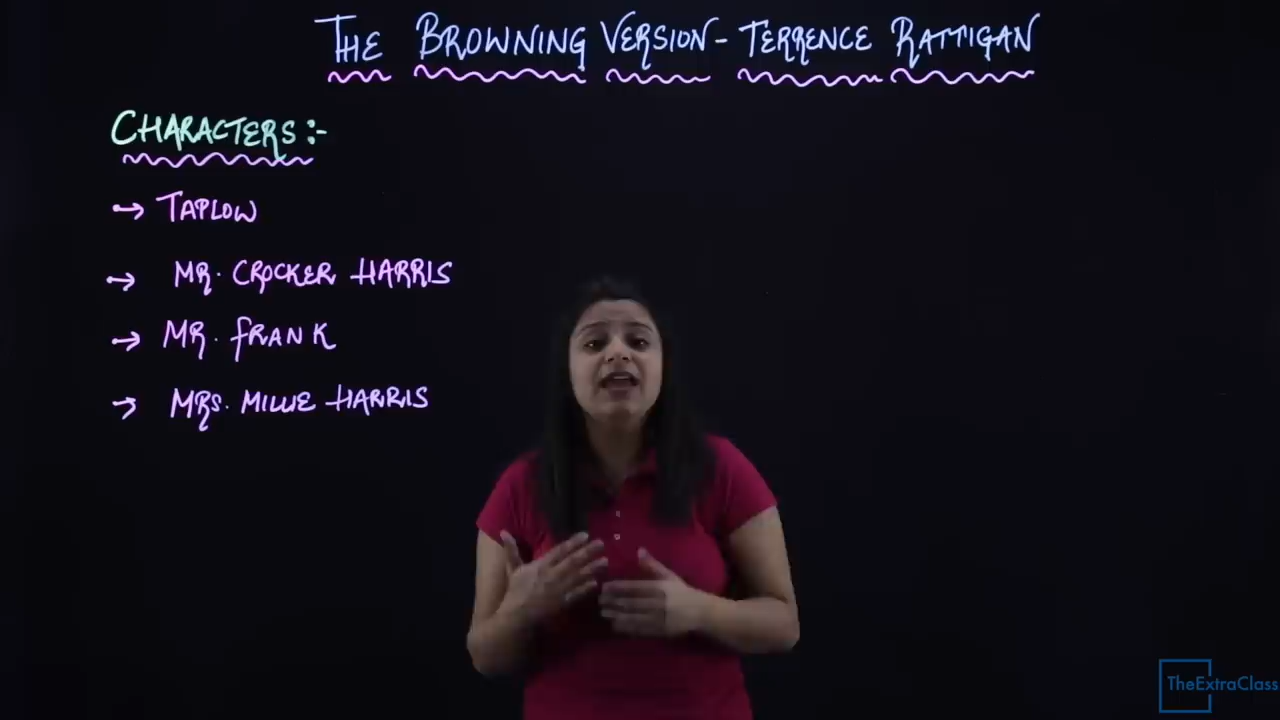 THE BROWNING VERSION - TERRENCE RATTIGAN
CHARACTERS :-
→ TAPLOW
→ MR. CROCKER HARRIS
→ MR. FRANK
→ MRS. MILLIE HARRIS
TheExtraClass